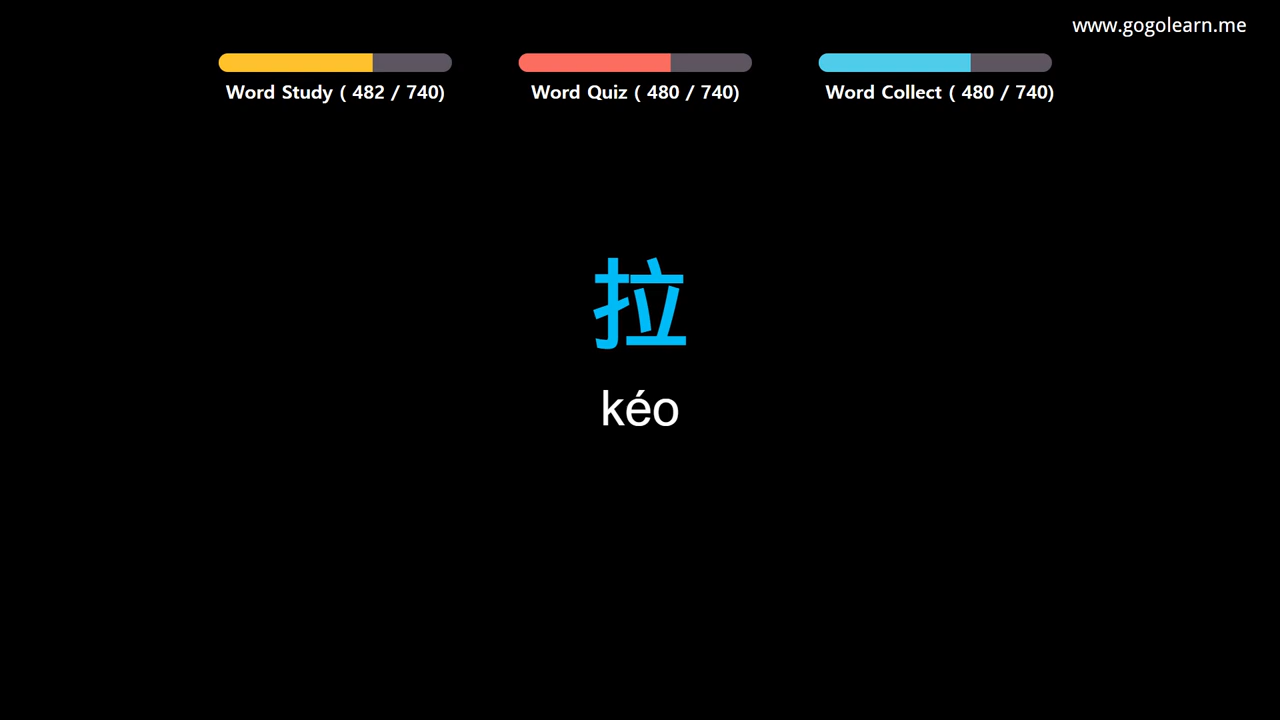 www.gogolearn.me
Word Study ( 482 / 740)
Word Quiz ( 480 / 740)
Word Collect ( 480 / 740)
拉
kéo